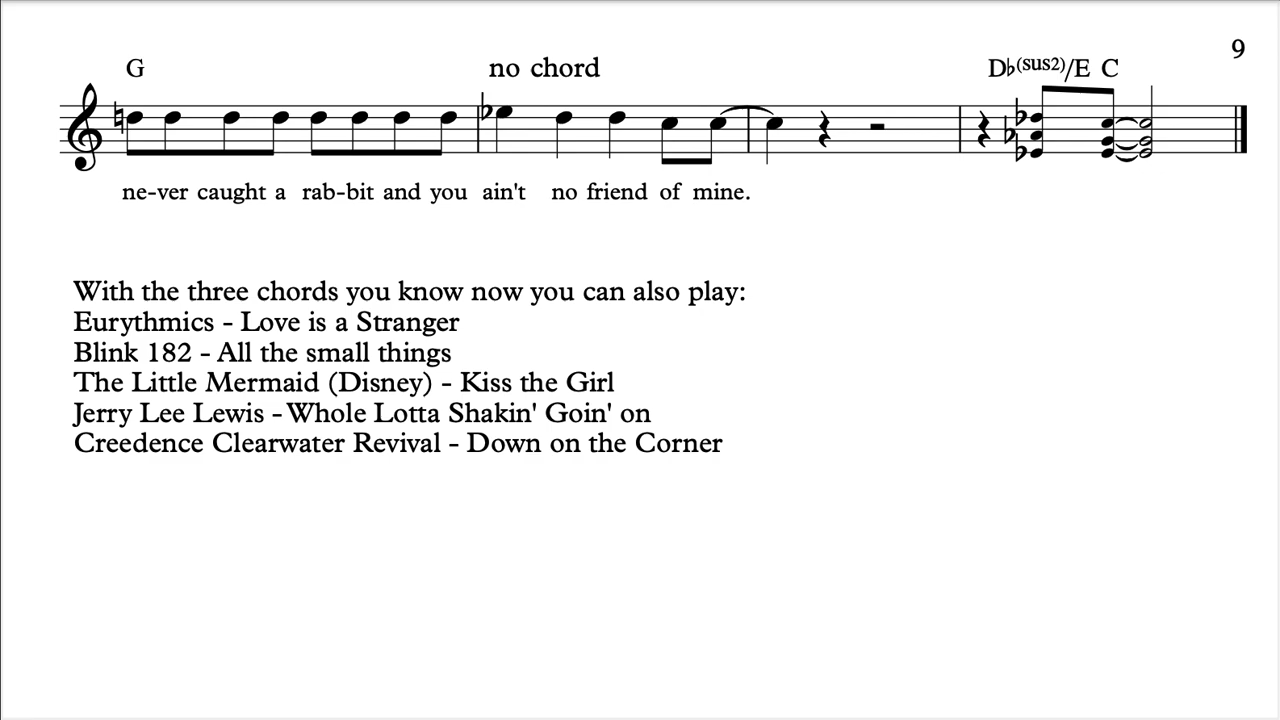 9
G no chord D♭(sus2)/E C
ne-ver caught a rab-bit and you ain't no friend of mine.
With the three chords you know now you can also play:
Eurythmics - Love is a Stranger
Blink 182 - All the small things
The Little Mermaid (Disney) - Kiss the Girl
Jerry Lee Lewis - Whole Lotta Shakin' Goin' on
Creedence Clearwater Revival - Down on the Corner